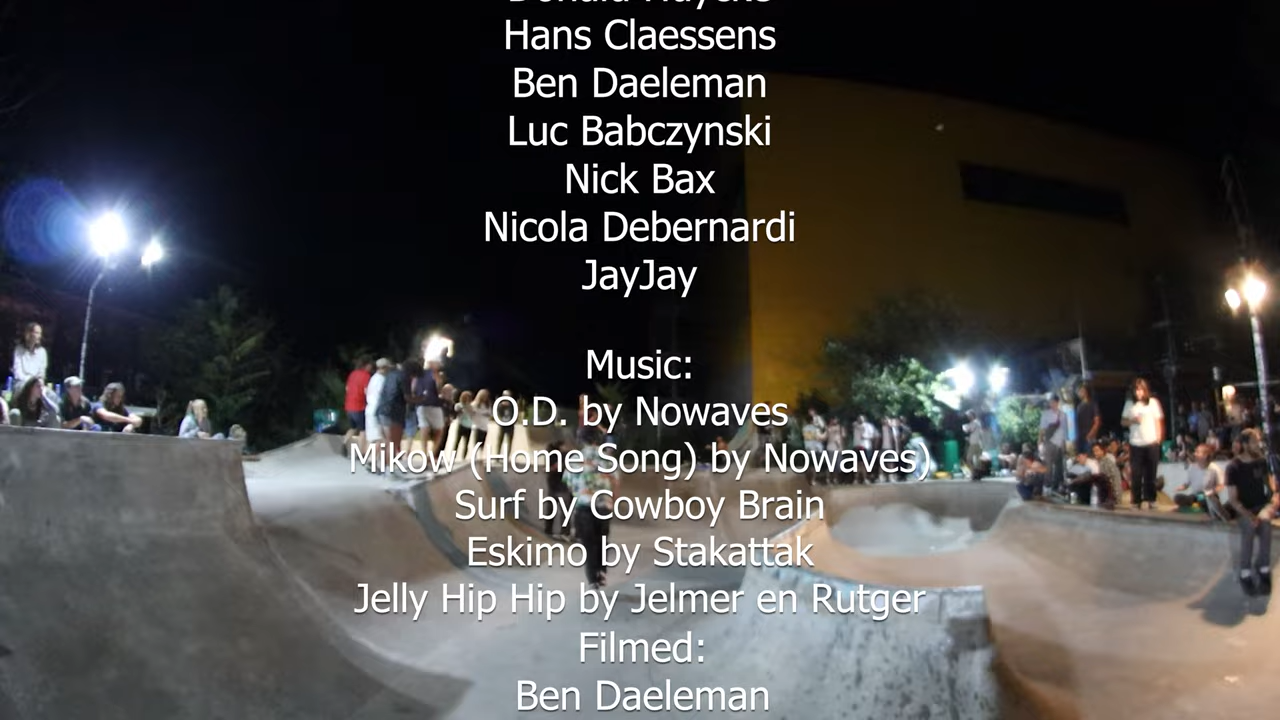 Hans Claessens
Ben Daeleman
Luc Babczynski
Nick Bax
Nicola Debernardi
JayJay
Music:
O.D. by Nowaves
Mikow (Home Song) by Nowaves)
Surf by Cowboy Brain
Eskimo by Stakattak
Jelly Hip Hip by Jelmer en Rutger
Filmed:
Ben Daeleman